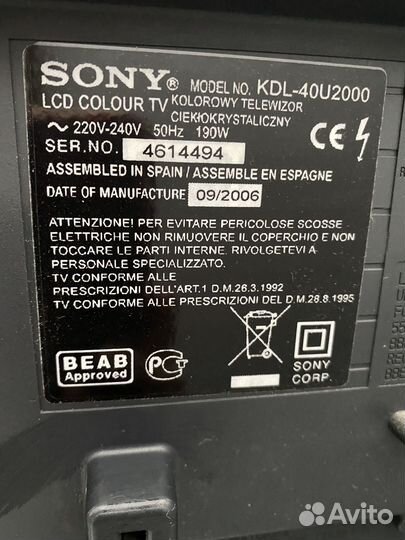 SONY® MODEL NO. KDL-40U2000
LCD COLOUR TV KOLOROWY TELEWIZOR
CIEKŁOKRYSTALICZNY
~ 220V-240V 50Hz 190W
SER.NO. 4614494
ASSEMBLED IN SPAIN / ASSEMBLE EN ESPAGNE
DATE OF MANUFACTURE 09/2006
CE
ATTENZIONE! PER EVITARE PERICOLOSE SCOSSE
ELETTRICHE NON RIMUOVERE IL COPERCHIO E NON
TOCCARE LE PARTI INTERNE. RIVOLGETEVI A
PERSONALE SPECIALIZZATO.
TV CONFORME ALLE
PRESCRIZIONI DELL'ART.1 D.M.26.3.1992
TV CONFORME ALLE PRESCRIZIONI DEL D.M.26.8.1995
BEAB
Approved
SONY
CORP.
Avito